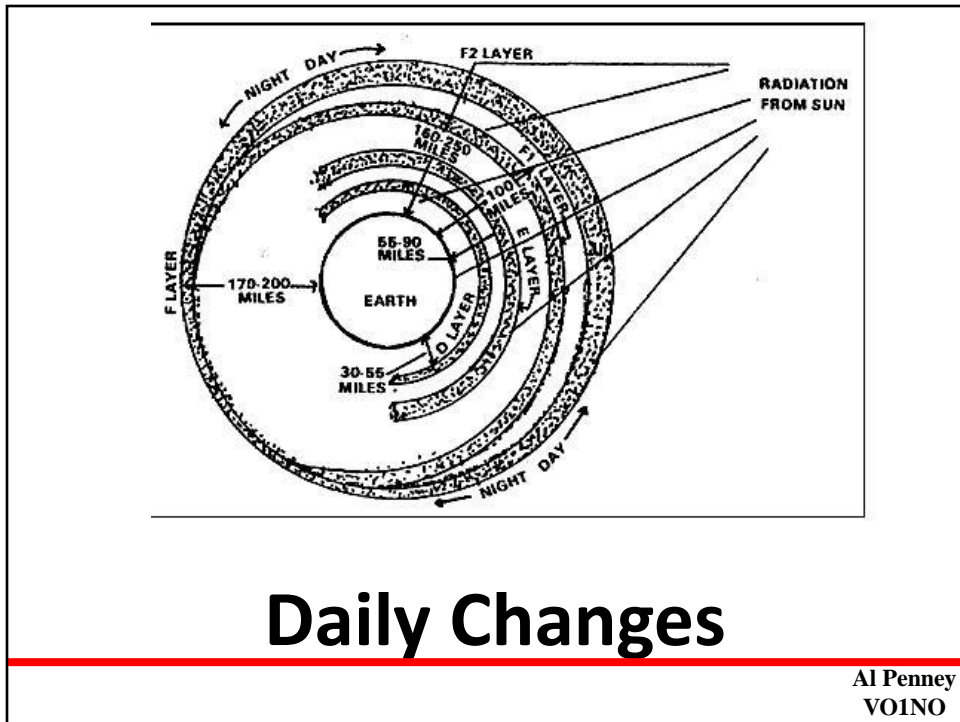 NIGHT DAY
F2 LAYER
RADIATION
FROM SUN
160-250
MILES
F1 LAYER
100
MILES
E LAYER
55-90
MILES
F LAYER
170-200
MILES
EARTH
D LAYER
30-55
MILES
NIGHT DAY
Daily Changes
Al Penney
VO1NO